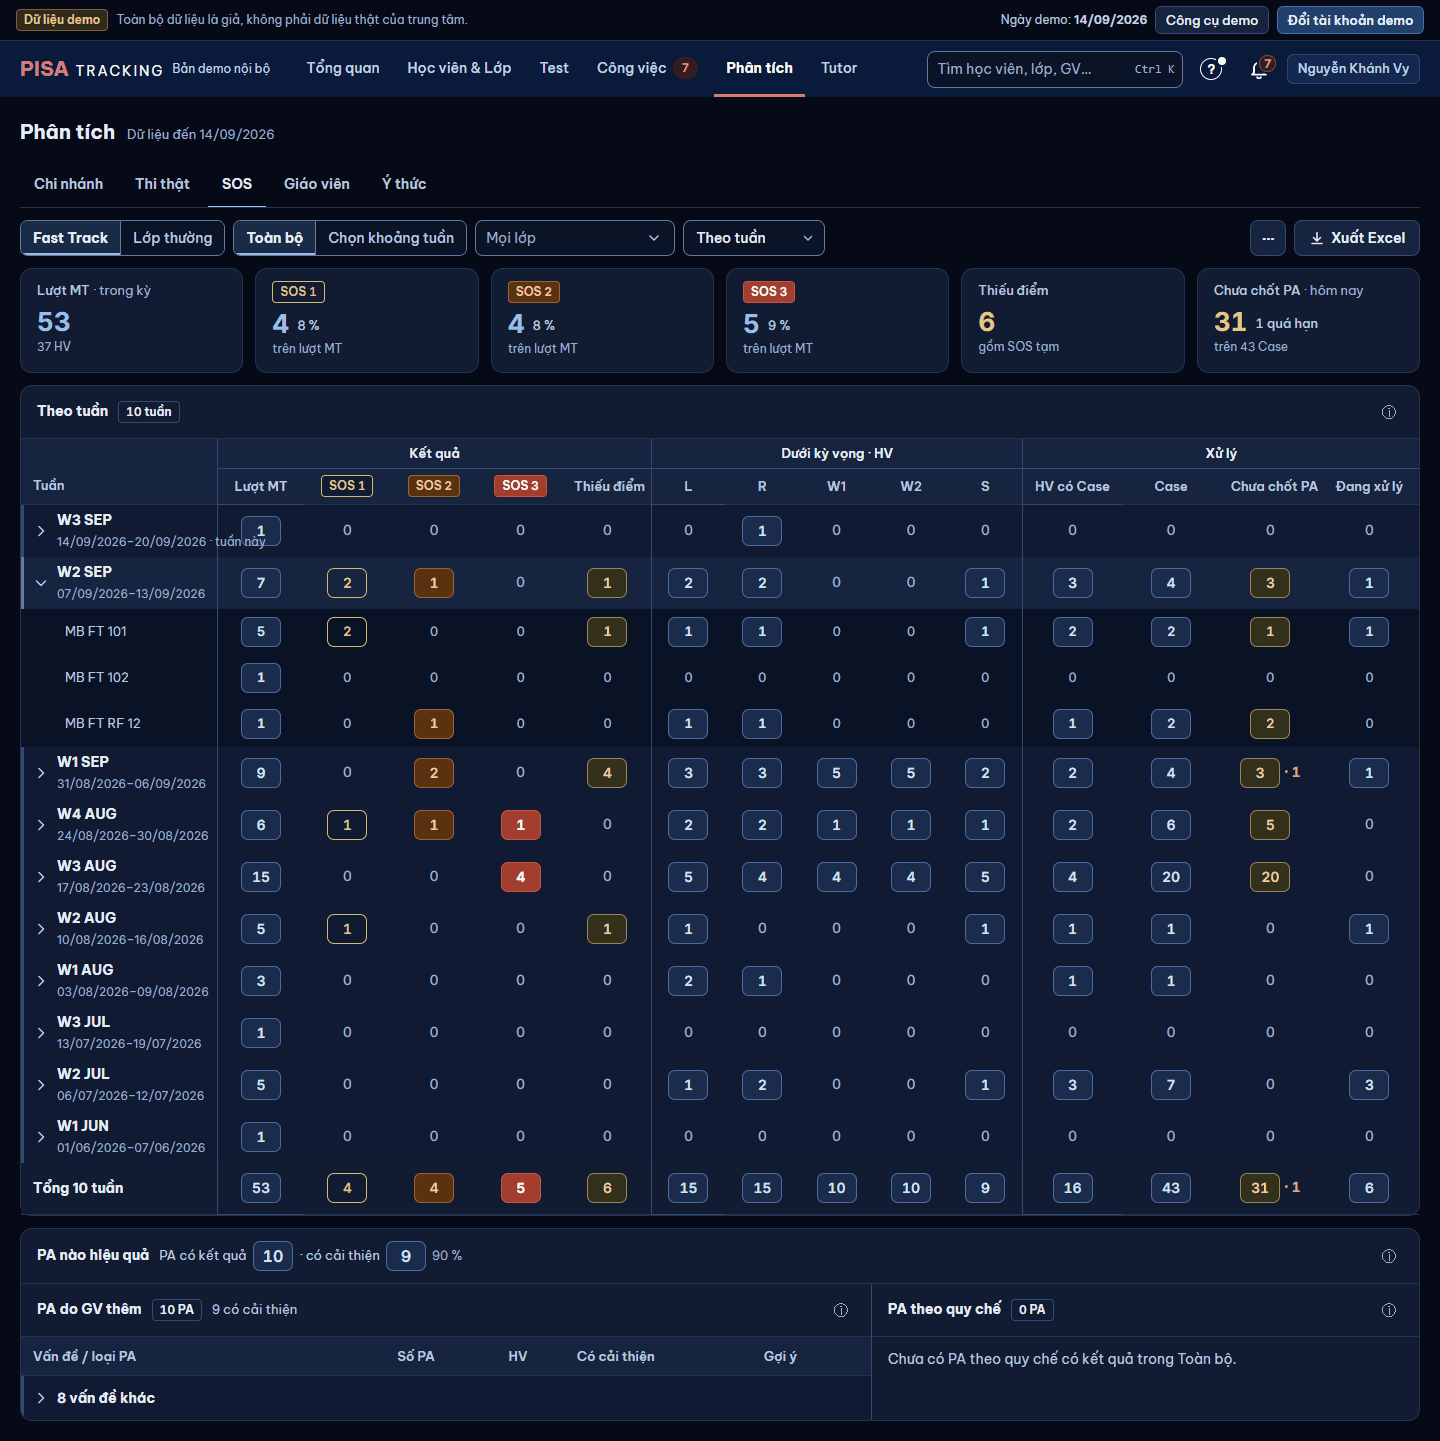 Dữ liệu demo Toàn bộ dữ liệu là giả, không phải dữ liệu thật của trung tâm. Ngày demo: 14/09/2026 Công cụ demo Đổi tài khoản demo
PISA TRACKING Bản demo nội bộ Tổng quan Học viên & Lớp Test Công việc 7 Phân tích Tutor Tìm học viên, lớp, GV... Ctrl K ? 7 Nguyễn Khánh Vy
Phân tích Dữ liệu đến 14/09/2026
Chi nhánh Thi thật SOS Giáo viên Ý thức
Fast Track Lớp thường Toàn bộ Chọn khoảng tuần Mọi lớp Theo tuần ··· Xuất Excel
Lượt MT · trong kỳ SOS 1 SOS 2 SOS 3 Thiếu điểm Chưa chốt PA · hôm nay
53 4 8 % 4 8 % 5 9 % 6 31 1 quá hạn
37 HV trên lượt MT trên lượt MT trên lượt MT gồm SOS tạm trên 43 Case
Theo tuần 10 tuần
Kết quả Dưới kỳ vọng · HV Xử lý
Tuần Lượt MT SOS 1 SOS 2 SOS 3 Thiếu điểm L R W1 W2 S HV có Case Case Chưa chốt PA Đang xử lý
W3 SEP
14/09/2026–20/09/2026 · tuần này 1 0 0 0 0 0 1 0 0 0 0 0 0 0
W2 SEP
07/09/2026–13/09/2026 7 2 1 0 1 2 2 0 0 1 3 4 3 1
MB FT 101 5 2 0 0 1 1 1 0 0 1 2 2 1 1
MB FT 102 1 0 0 0 0 0 0 0 0 0 0 0 0 0
MB FT RF 12 1 0 1 0 0 1 1 0 0 0 1 2 2 0
W1 SEP
31/08/2026–06/09/2026 9 0 2 0 4 3 3 5 5 2 2 4 3 · 1 1
W4 AUG
24/08/2026–30/08/2026 6 1 1 1 0 2 2 1 1 1 2 6 5 0
W3 AUG
17/08/2026–23/08/2026 15 0 0 4 0 5 4 4 4 5 4 20 20 0
W2 AUG
10/08/2026–16/08/2026 5 1 0 0 1 1 0 0 0 1 1 1 0 1
W1 AUG
03/08/2026–09/08/2026 3 0 0 0 0 2 1 0 0 0 1 1 0 0
W3 JUL
13/07/2026–19/07/2026 1 0 0 0 0 0 0 0 0 0 0 0 0 0
W2 JUL
06/07/2026–12/07/2026 5 0 0 0 0 1 2 0 0 1 3 7 0 3
W1 JUN
01/06/2026–07/06/2026 1 0 0 0 0 0 0 0 0 0 0 0 0 0
Tổng 10 tuần 53 4 4 5 6 15 15 10 10 9 16 43 31 · 1 6
PA nào hiệu quả PA có kết quả 10 · có cải thiện 9 90 %
PA do GV thêm 10 PA 9 có cải thiện PA theo quy chế 0 PA
Vấn đề / loại PA Số PA HV Có cải thiện Gợi ý Chưa có PA theo quy chế có kết quả trong Toàn bộ.
8 vấn đề khác